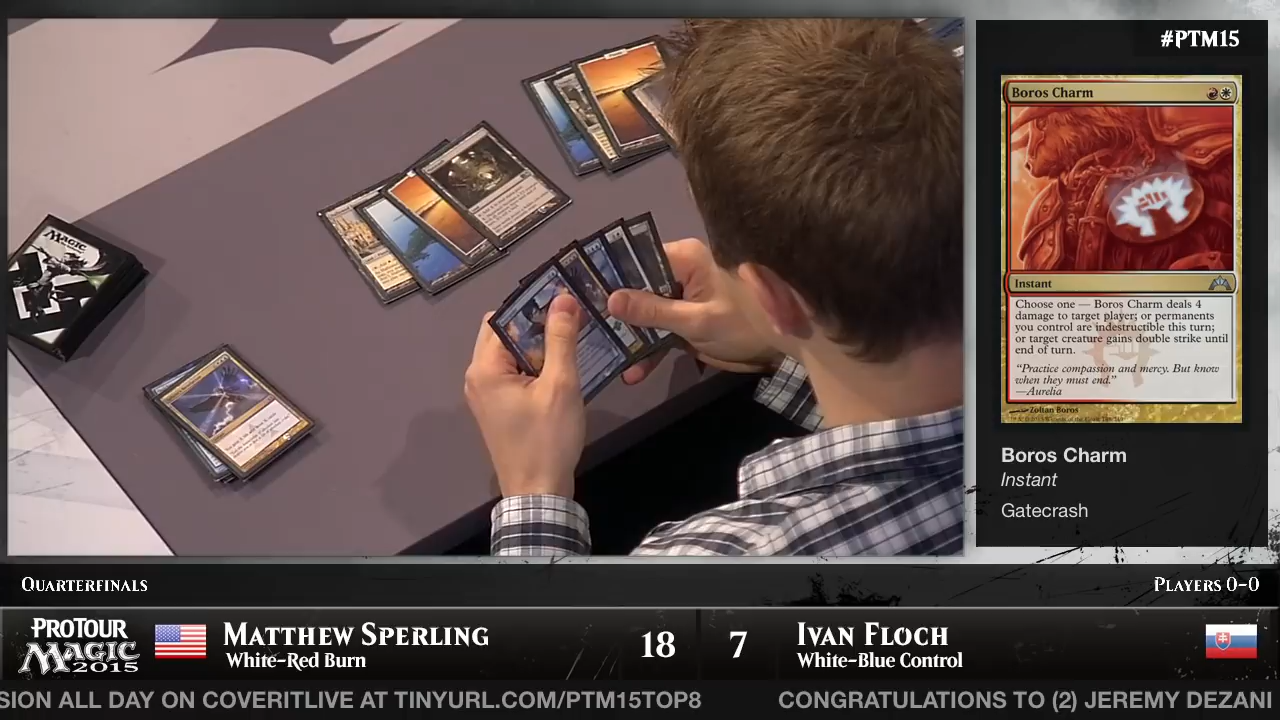 #PTM15
Boros Charm
Instant
Choose one — Boros Charm deals 4
damage to target player; or permanents
you control are indestructible this turn;
or target creature gains double strike until
end of turn.
"Practice compassion and mercy. But know
when they must end."
—Aurelia
Zoltan Boros
Boros Charm
Instant
Gatecrash
MAGIC
QUARTERFINALS
PLAYERS 0-0
PROTOUR
MAGIC
2015
MATTHEW SPERLING
White-Red Burn
18
7
IVAN FLOCH
White-Blue Control
SION ALL DAY ON COVERITLIVE AT TINYURL.COM/PTM15TOP8
CONGRATULATIONS TO (2) JEREMY DEZANI